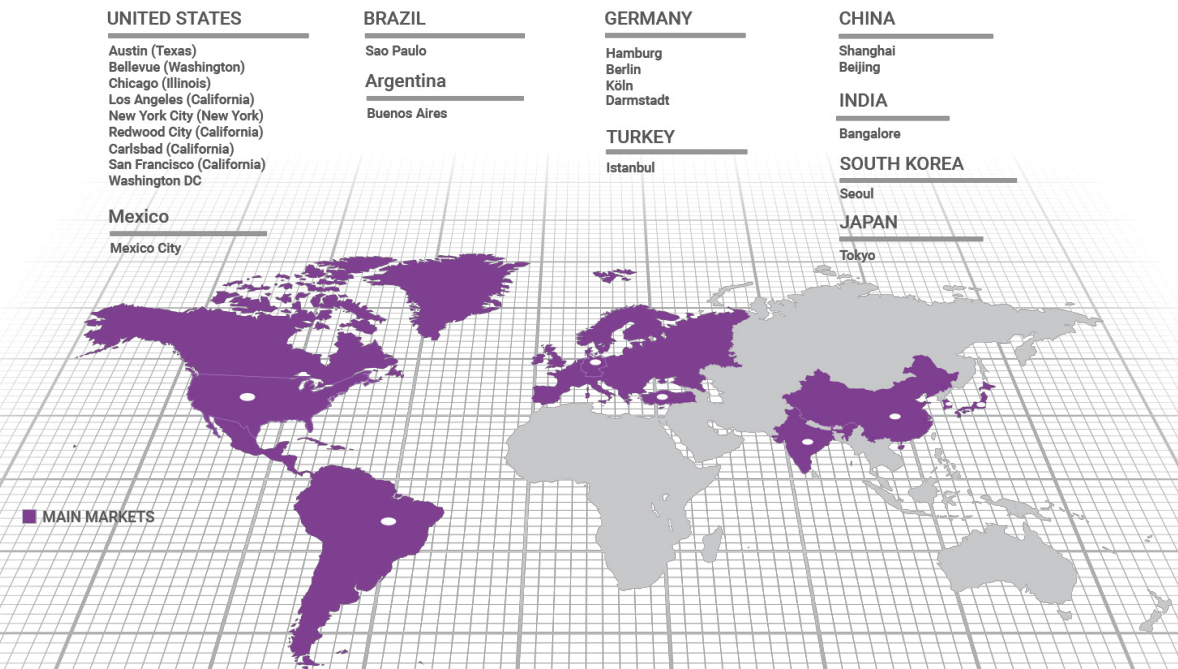 UNITED STATES
Austin (Texas)
Bellevue (Washington)
Chicago (Illinois)
Los Angeles (California)
New York City (New York)
Redwood City (California)
Carlsbad (California)
San Francisco (California)
Washington DC
Mexico
Mexico City
BRAZIL
Sao Paulo
Argentina
Buenos Aires
GERMANY
Hamburg
Berlin
Köln
Darmstadt
TURKEY
Istanbul
CHINA
Shanghai
Beijing
INDIA
Bangalore
SOUTH KOREA
Seoul
JAPAN
Tokyo
MAIN MARKETS